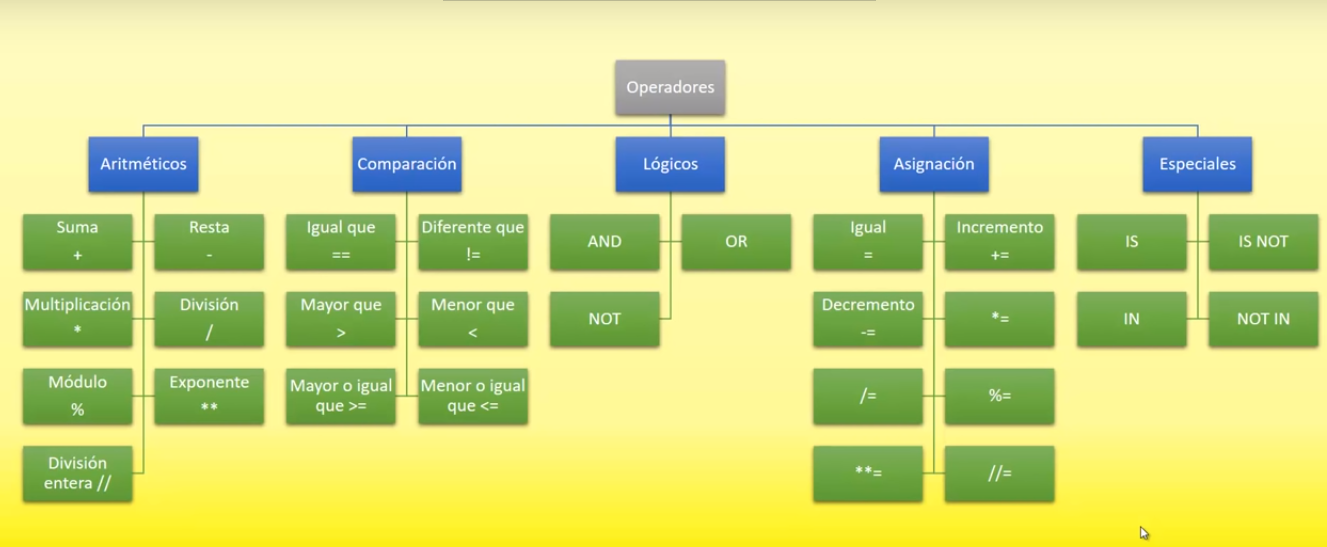 Operadores
Aritméticos
Suma
+
Resta
-
Multiplicación
*
División
/
Módulo
%
Exponente
**
División
entera //
Comparación
Igual que
==
Diferente que
!=
Mayor que
>
Menor que
<
Mayor o igual
que >=
Menor o igual
que <=
Lógicos
AND
OR
NOT
Asignación
Igual
=
Incremento
+=
Decremento
-=
*=
/=
%=
**=
//=
Especiales
IS
IS NOT
IN
NOT IN